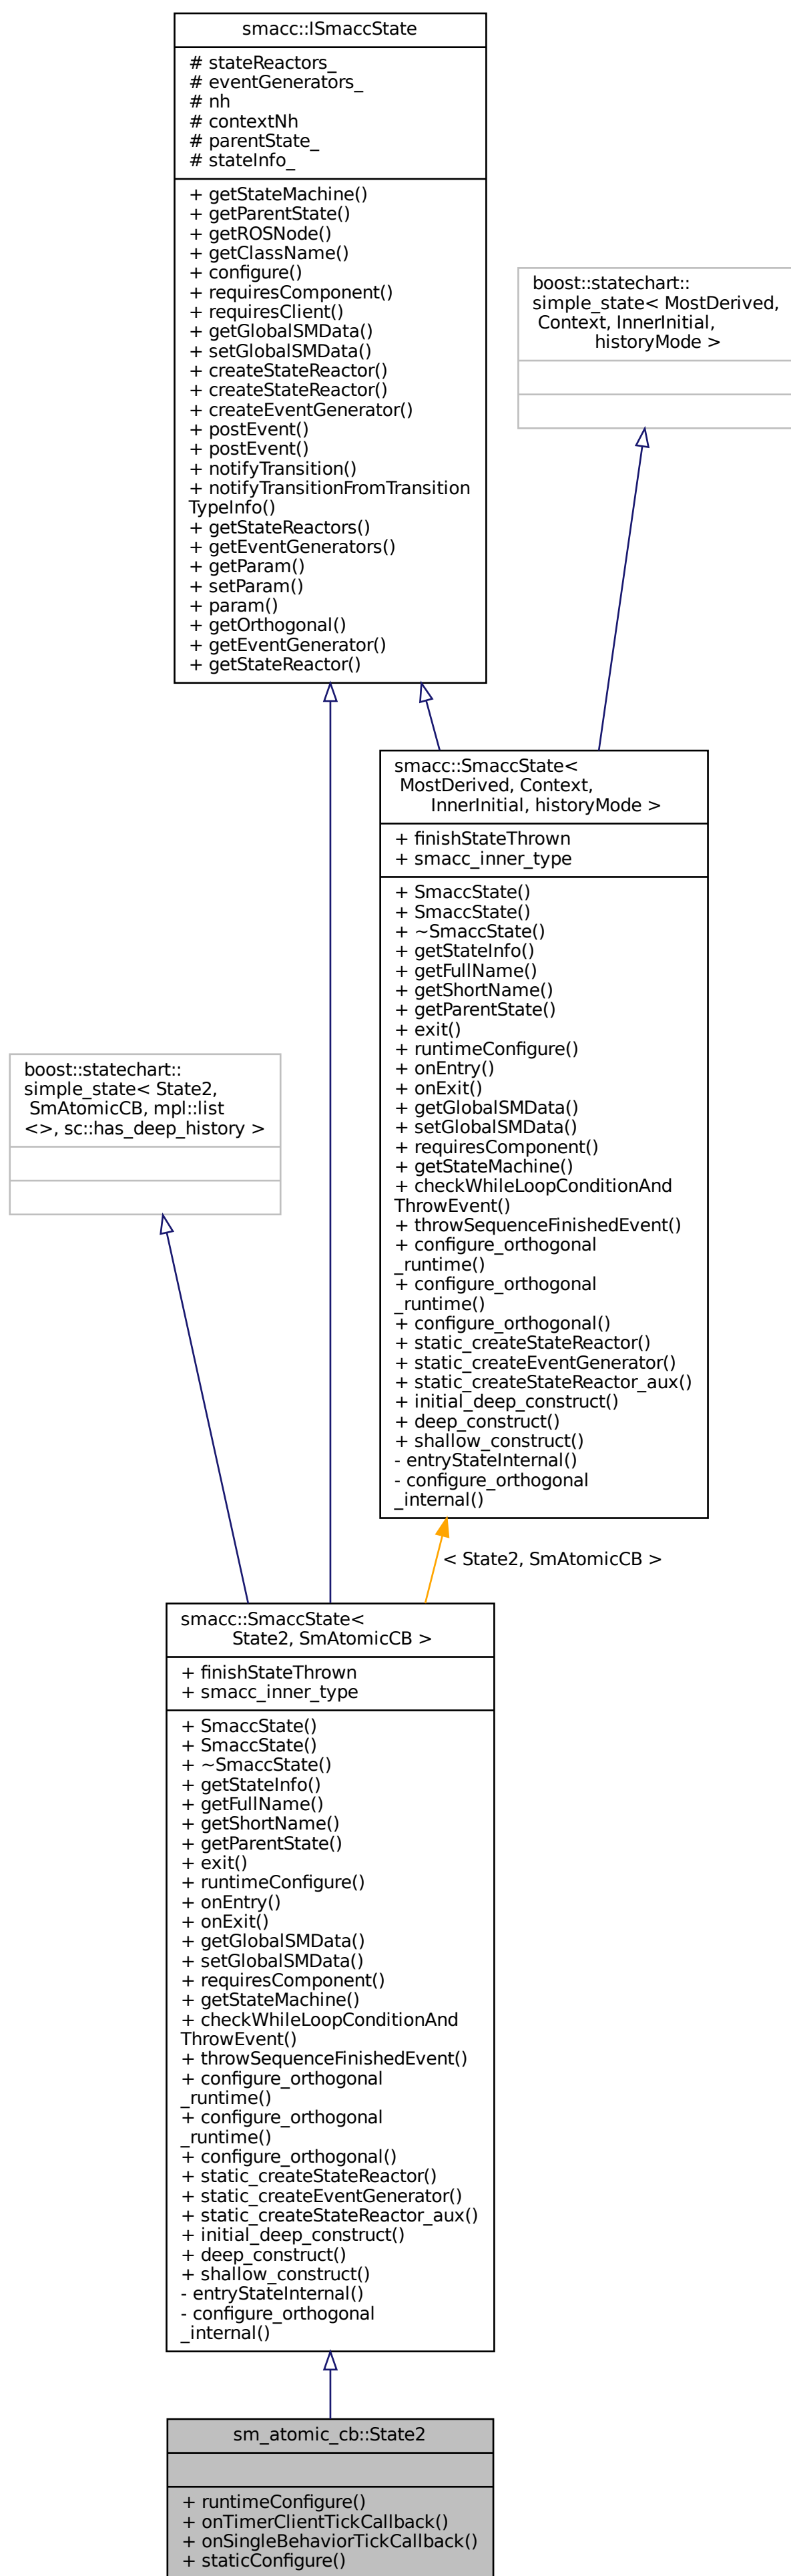 smacc::ISmaccState
# stateReactors_
# eventGenerators_
# nh
# contextNh
# parentState_
# stateInfo_
+ getStateMachine()
+ getParentState()
+ getROSNode()
+ getClassName()
+ configure()
+ requiresComponent()
+ requiresClient()
+ getGlobalSMData()
+ setGlobalSMData()
+ createStateReactor()
+ createStateReactor()
+ createEventGenerator()
+ postEvent()
+ postEvent()
+ notifyTransition()
+ notifyTransitionFromTransition
TypeInfo()
+ getStateReactors()
+ getEventGenerators()
+ getParam()
+ setParam()
+ param()
+ getOrthogonal()
+ getEventGenerator()
+ getStateReactor()
boost::statechart::
simple_state< MostDerived,
Context, InnerInitial,
historyMode >
smacc::SmaccState<
MostDerived, Context,
InnerInitial, historyMode >
+ finishStateThrown
+ smacc_inner_type
+ SmaccState()
+ SmaccState()
+ ~SmaccState()
+ getStateInfo()
+ getFullName()
+ getShortName()
+ getParentState()
+ exit()
+ runtimeConfigure()
+ onEntry()
+ onExit()
+ getGlobalSMData()
+ setGlobalSMData()
+ requiresComponent()
+ getStateMachine()
+ checkWhileLoopConditionAnd
ThrowEvent()
+ throwSequenceFinishedEvent()
+ configure_orthogonal
_runtime()
+ configure_orthogonal
_runtime()
+ configure_orthogonal()
+ static_createStateReactor()
+ static_createEventGenerator()
+ static_createStateReactor_aux()
+ initial_deep_construct()
+ deep_construct()
+ shallow_construct()
- entryStateInternal()
- configure_orthogonal
_internal()
boost::statechart::
simple_state< State2,
SmAtomicCB, mpl::list
<>, sc::has_deep_history >
< State2, SmAtomicCB >
smacc::SmaccState<
State2, SmAtomicCB >
+ finishStateThrown
+ smacc_inner_type
+ SmaccState()
+ SmaccState()
+ ~SmaccState()
+ getStateInfo()
+ getFullName()
+ getShortName()
+ getParentState()
+ exit()
+ runtimeConfigure()
+ onEntry()
+ onExit()
+ getGlobalSMData()
+ setGlobalSMData()
+ requiresComponent()
+ getStateMachine()
+ checkWhileLoopConditionAnd
ThrowEvent()
+ throwSequenceFinishedEvent()
+ configure_orthogonal
_runtime()
+ configure_orthogonal
_runtime()
+ configure_orthogonal()
+ static_createStateReactor()
+ static_createEventGenerator()
+ static_createStateReactor_aux()
+ initial_deep_construct()
+ deep_construct()
+ shallow_construct()
- entryStateInternal()
- configure_orthogonal
_internal()
sm_atomic_cb::State2
+ runtimeConfigure()
+ onTimerClientTickCallback()
+ onSingleBehaviorTickCallback()
+ staticConfigure()